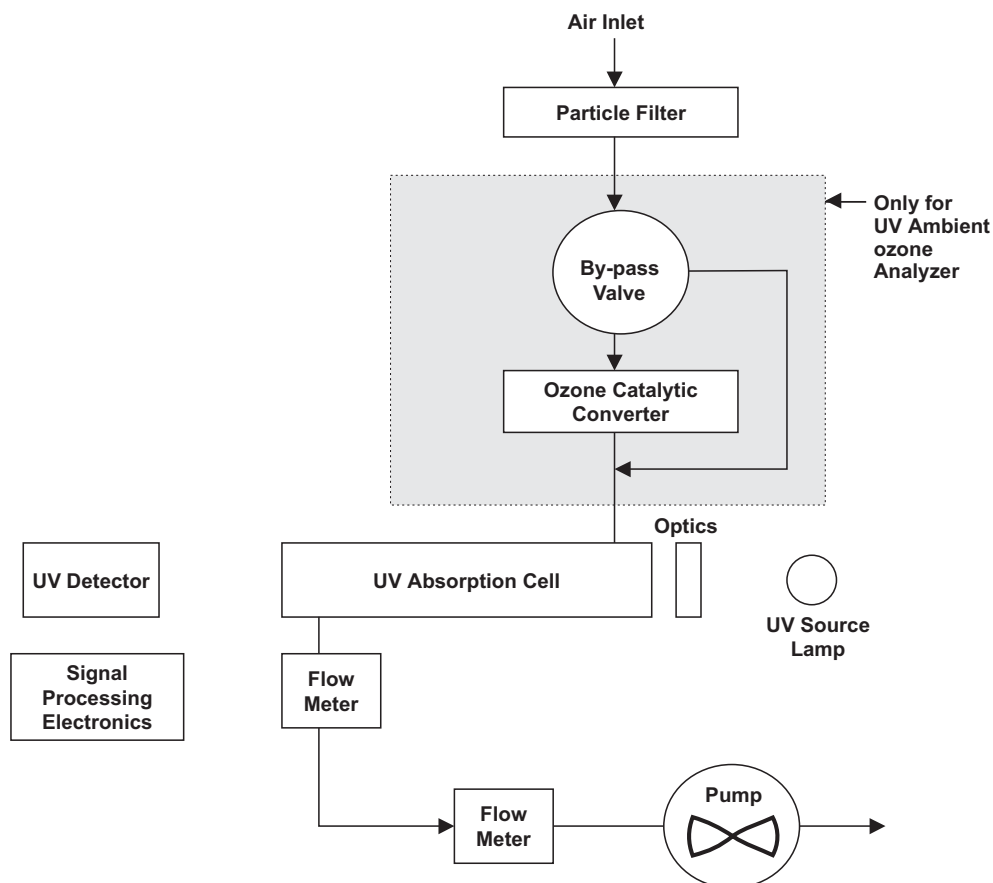 Air Inlet
Particle Filter
Only for
UV Ambient
ozone
Analyzer
By-pass
Valve
Ozone Catalytic
Converter
Optics
UV Detector
UV Absorption Cell
UV Source
Lamp
Signal
Processing
Electronics
Flow
Meter
Flow
Meter
Pump